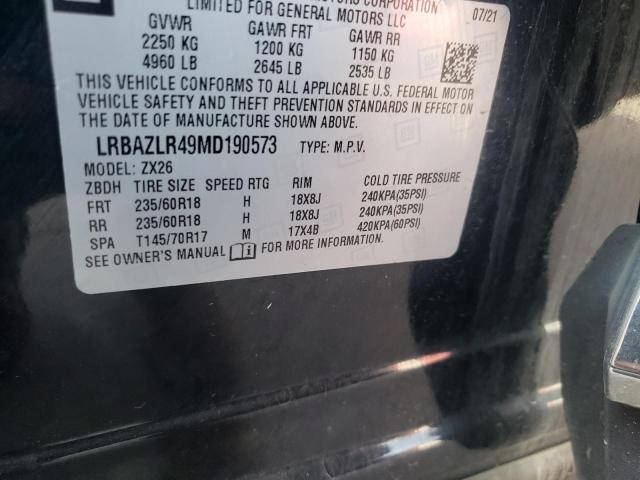 MOTORS CORPORATION
LIMITED FOR GENERAL MOTORS LLC 07/21
GVWR GAWR FRT GAWR RR
2250 KG 1200 KG 1150 KG
4960 LB 2645 LB 2535 LB
THIS VEHICLE CONFORMS TO ALL APPLICABLE U.S. FEDERAL MOTOR
VEHICLE SAFETY AND THEFT PREVENTION STANDARDS IN EFFECT ON
THE DATE OF MANUFACTURE SHOWN ABOVE.
LRBAZLR49MD190573 TYPE: M.P.V.
MODEL: ZX26
ZBDH TIRE SIZE SPEED RTG RIM COLD TIRE PRESSURE
FRT 235/60R18 H 18X8J 240KPA(35PSI)
RR 235/60R18 H 18X8J 240KPA(35PSI)
SPA T145/70R17 M 17X4B 420KPA(60PSI)
SEE OWNER'S MANUAL FOR MORE INFORMATION.